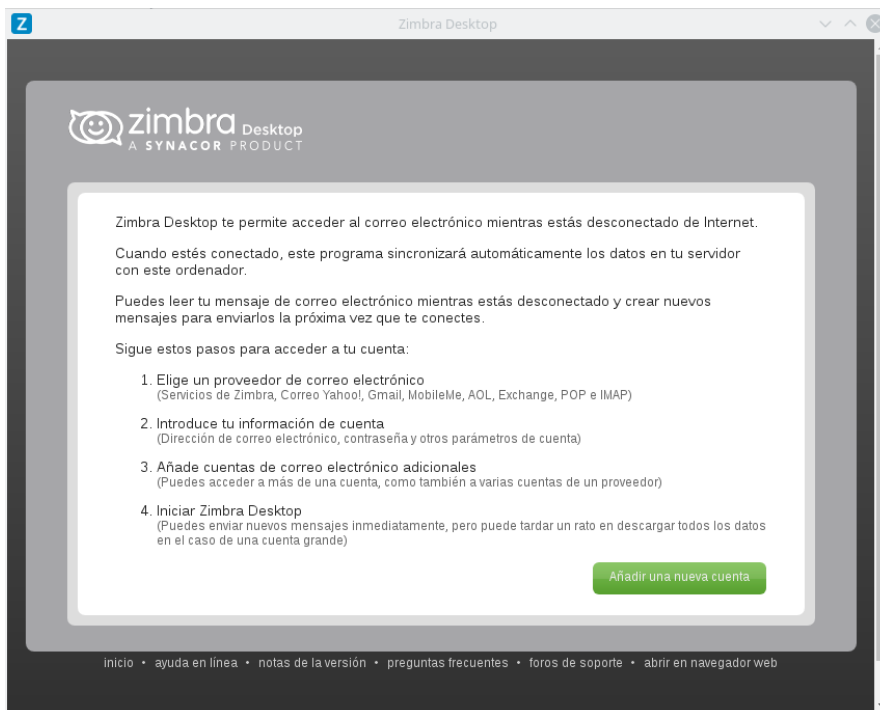 Zimbra Desktop
zimbra Desktop
A SYNACOR PRODUCT
Zimbra Desktop te permite acceder al correo electrónico mientras estás desconectado de Internet.
Cuando estés conectado, este programa sincronizará automáticamente los datos en tu servidor
con este ordenador.
Puedes leer tu mensaje de correo electrónico mientras estás desconectado y crear nuevos
mensajes para enviarlos la próxima vez que te conectes.
Sigue estos pasos para acceder a tu cuenta:
1. Elige un proveedor de correo electrónico
(Servicios de Zimbra, Correo Yahoo!, Gmail, MobileMe, AOL, Exchange, POP e IMAP)
2. Introduce tu información de cuenta
(Dirección de correo electrónico, contraseña y otros parámetros de cuenta)
3. Añade cuentas de correo electrónico adicionales
(Puedes acceder a más de una cuenta, como también a varias cuentas de un proveedor)
4. Iniciar Zimbra Desktop
(Puedes enviar nuevos mensajes inmediatamente, pero puede tardar un rato en descargar todos los datos
en el caso de una cuenta grande)
Añadir una nueva cuenta
inicio • ayuda en línea • notas de la versión • preguntas frecuentes • foros de soporte • abrir en navegador web